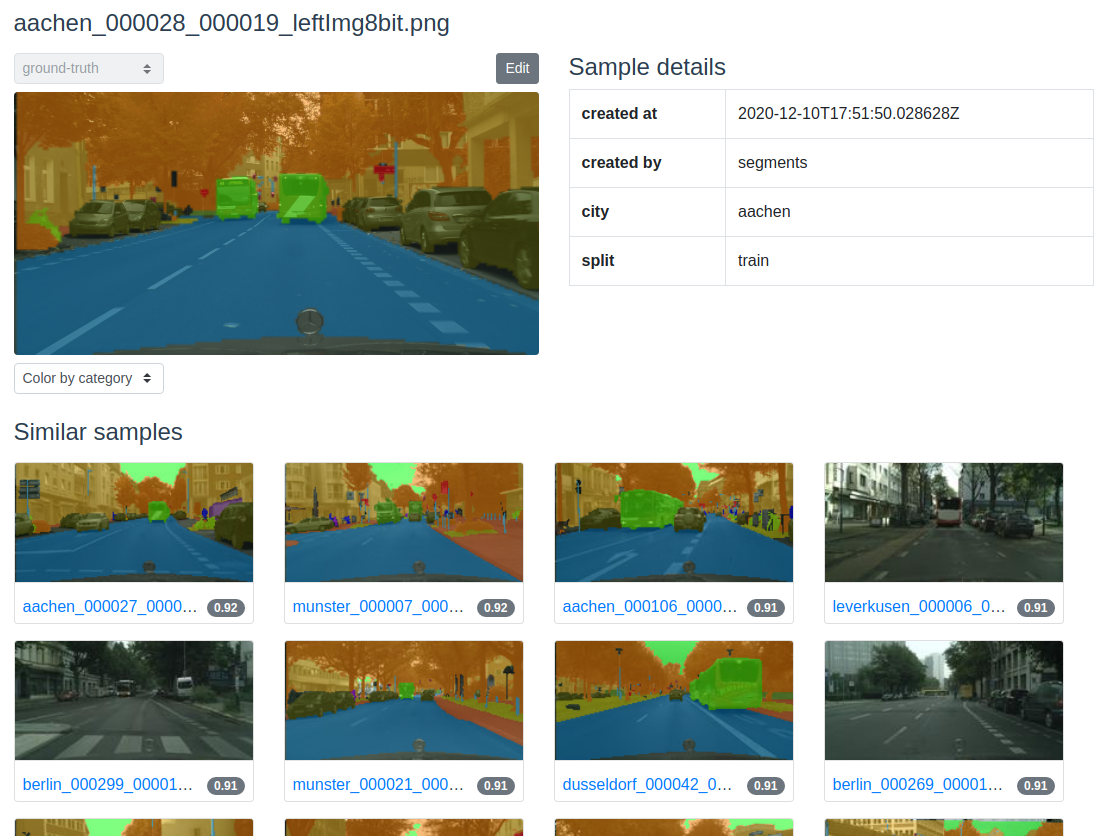 aachen_000028_000019_leftImg8bit.png
ground-truth
Edit
Color by category
Sample details
created at 2020-12-10T17:51:50.028628Z
created by segments
city aachen
split train
Similar samples
aachen_000027_0000… 0.92
munster_000007_000… 0.92
aachen_000106_0000… 0.91
leverkusen_000006_0… 0.91
berlin_000299_00001… 0.91
munster_000021_000… 0.91
dusseldorf_000042_0… 0.91
berlin_000269_00001… 0.91